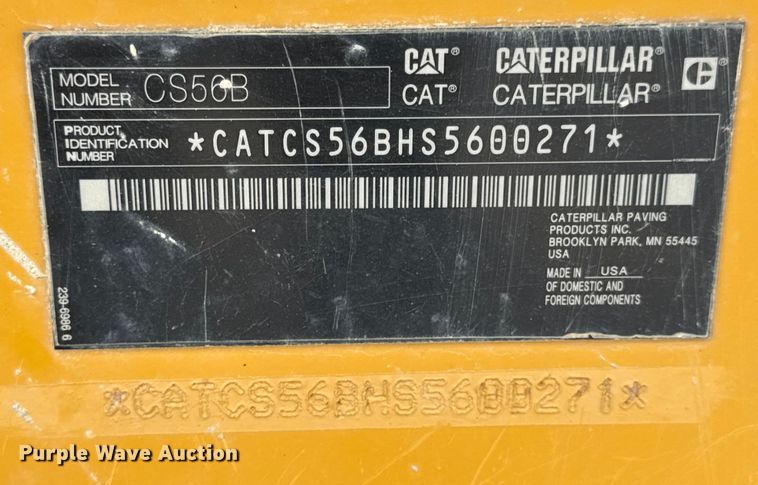 MODEL NUMBER CS56B
CAT® CATERPILLAR®
CAT® CATERPILLAR®
PRODUCT IDENTIFICATION NUMBER *CATCS56BHS5600271*
CATERPILLAR PAVING
PRODUCTS INC.
BROOKLYN PARK, MN 55445
USA
MADE IN USA
OF DOMESTIC AND
FOREIGN COMPONENTS
239-6986 6
*CATCS56BHS5600271*
Purple Wave Auction